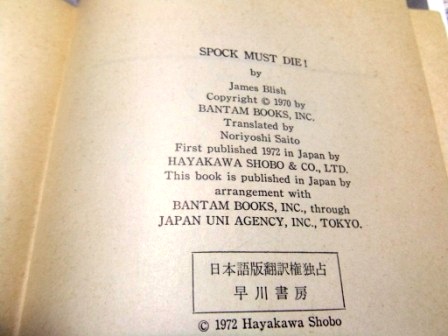 SPOCK MUST DIE!
by
James Blish
Copyright © 1970 by
BANTAM BOOKS, INC.
Translated by
Noriyoshi Saito
First published 1972 in Japan by
HAYAKAWA SHOBO & CO., LTD.
This book is published in Japan by
arrangement with
BANTAM BOOKS, INC., through
JAPAN UNI AGENCY, INC., TOKYO.
日本語版翻訳権独占
早川書房
© 1972 Hayakawa Shobo